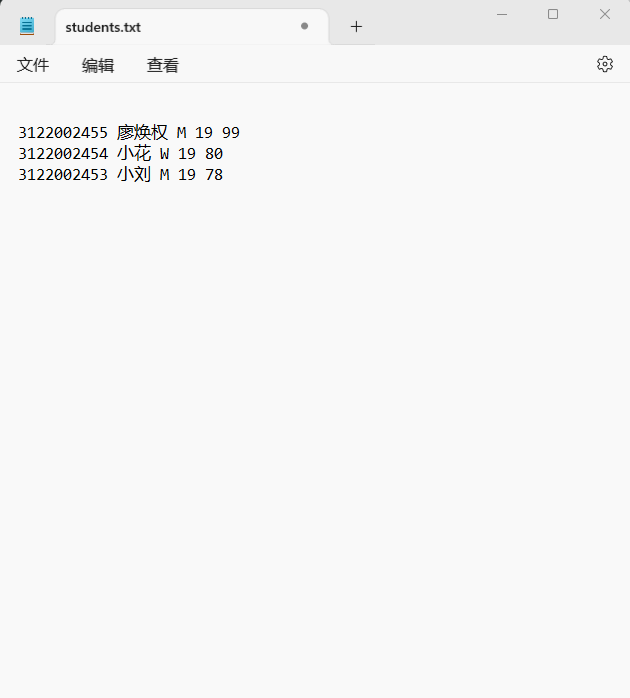 students.txt
文件 编辑 查看
3122002455 廖焕权 M 19 99
3122002454 小花 W 19 80
3122002453 小刘 M 19 78